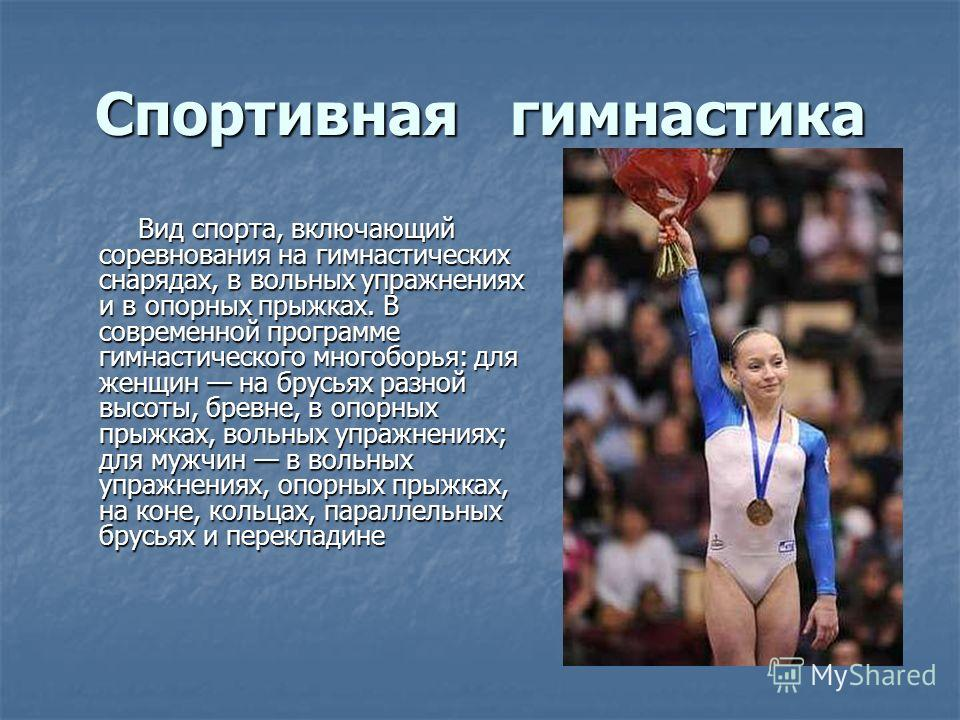 Спортивная гимнастика
Вид спорта, включающий
соревнования на гимнастических
снарядах, в вольных упражнениях
и в опорных прыжках. В
современной программе
гимнастического многоборья: для
женщин — на брусьях разной
высоты, бревне, в опорных
прыжках, вольных упражнениях;
для мужчин — в вольных
упражнениях, опорных прыжках,
на коне, кольцах, параллельных
брусьях и перекладине
MyShared